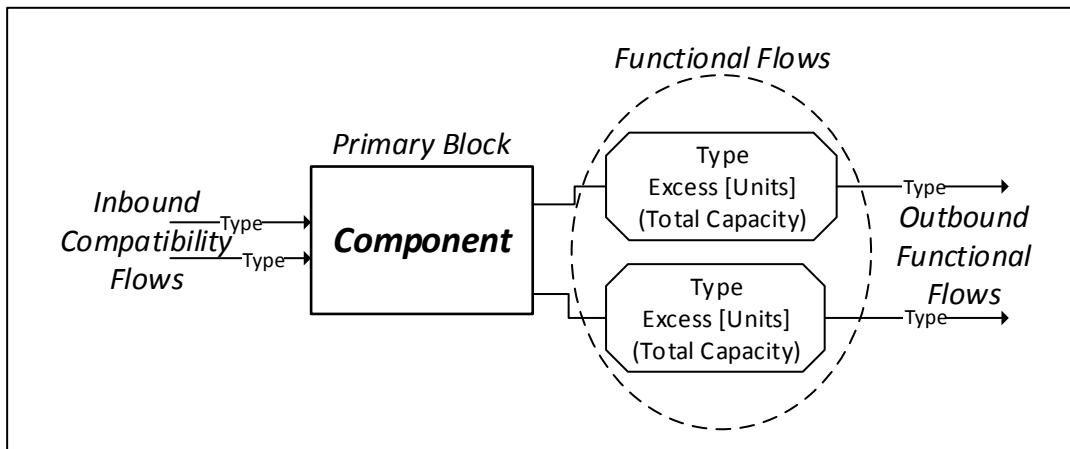 Functional Flows
Primary Block
Inbound
Compatibility
Flows
Type
Type
Component
Type
Excess [Units]
(Total Capacity)
Type
Excess [Units]
(Total Capacity)
Type
Outbound
Functional
Flows
Type